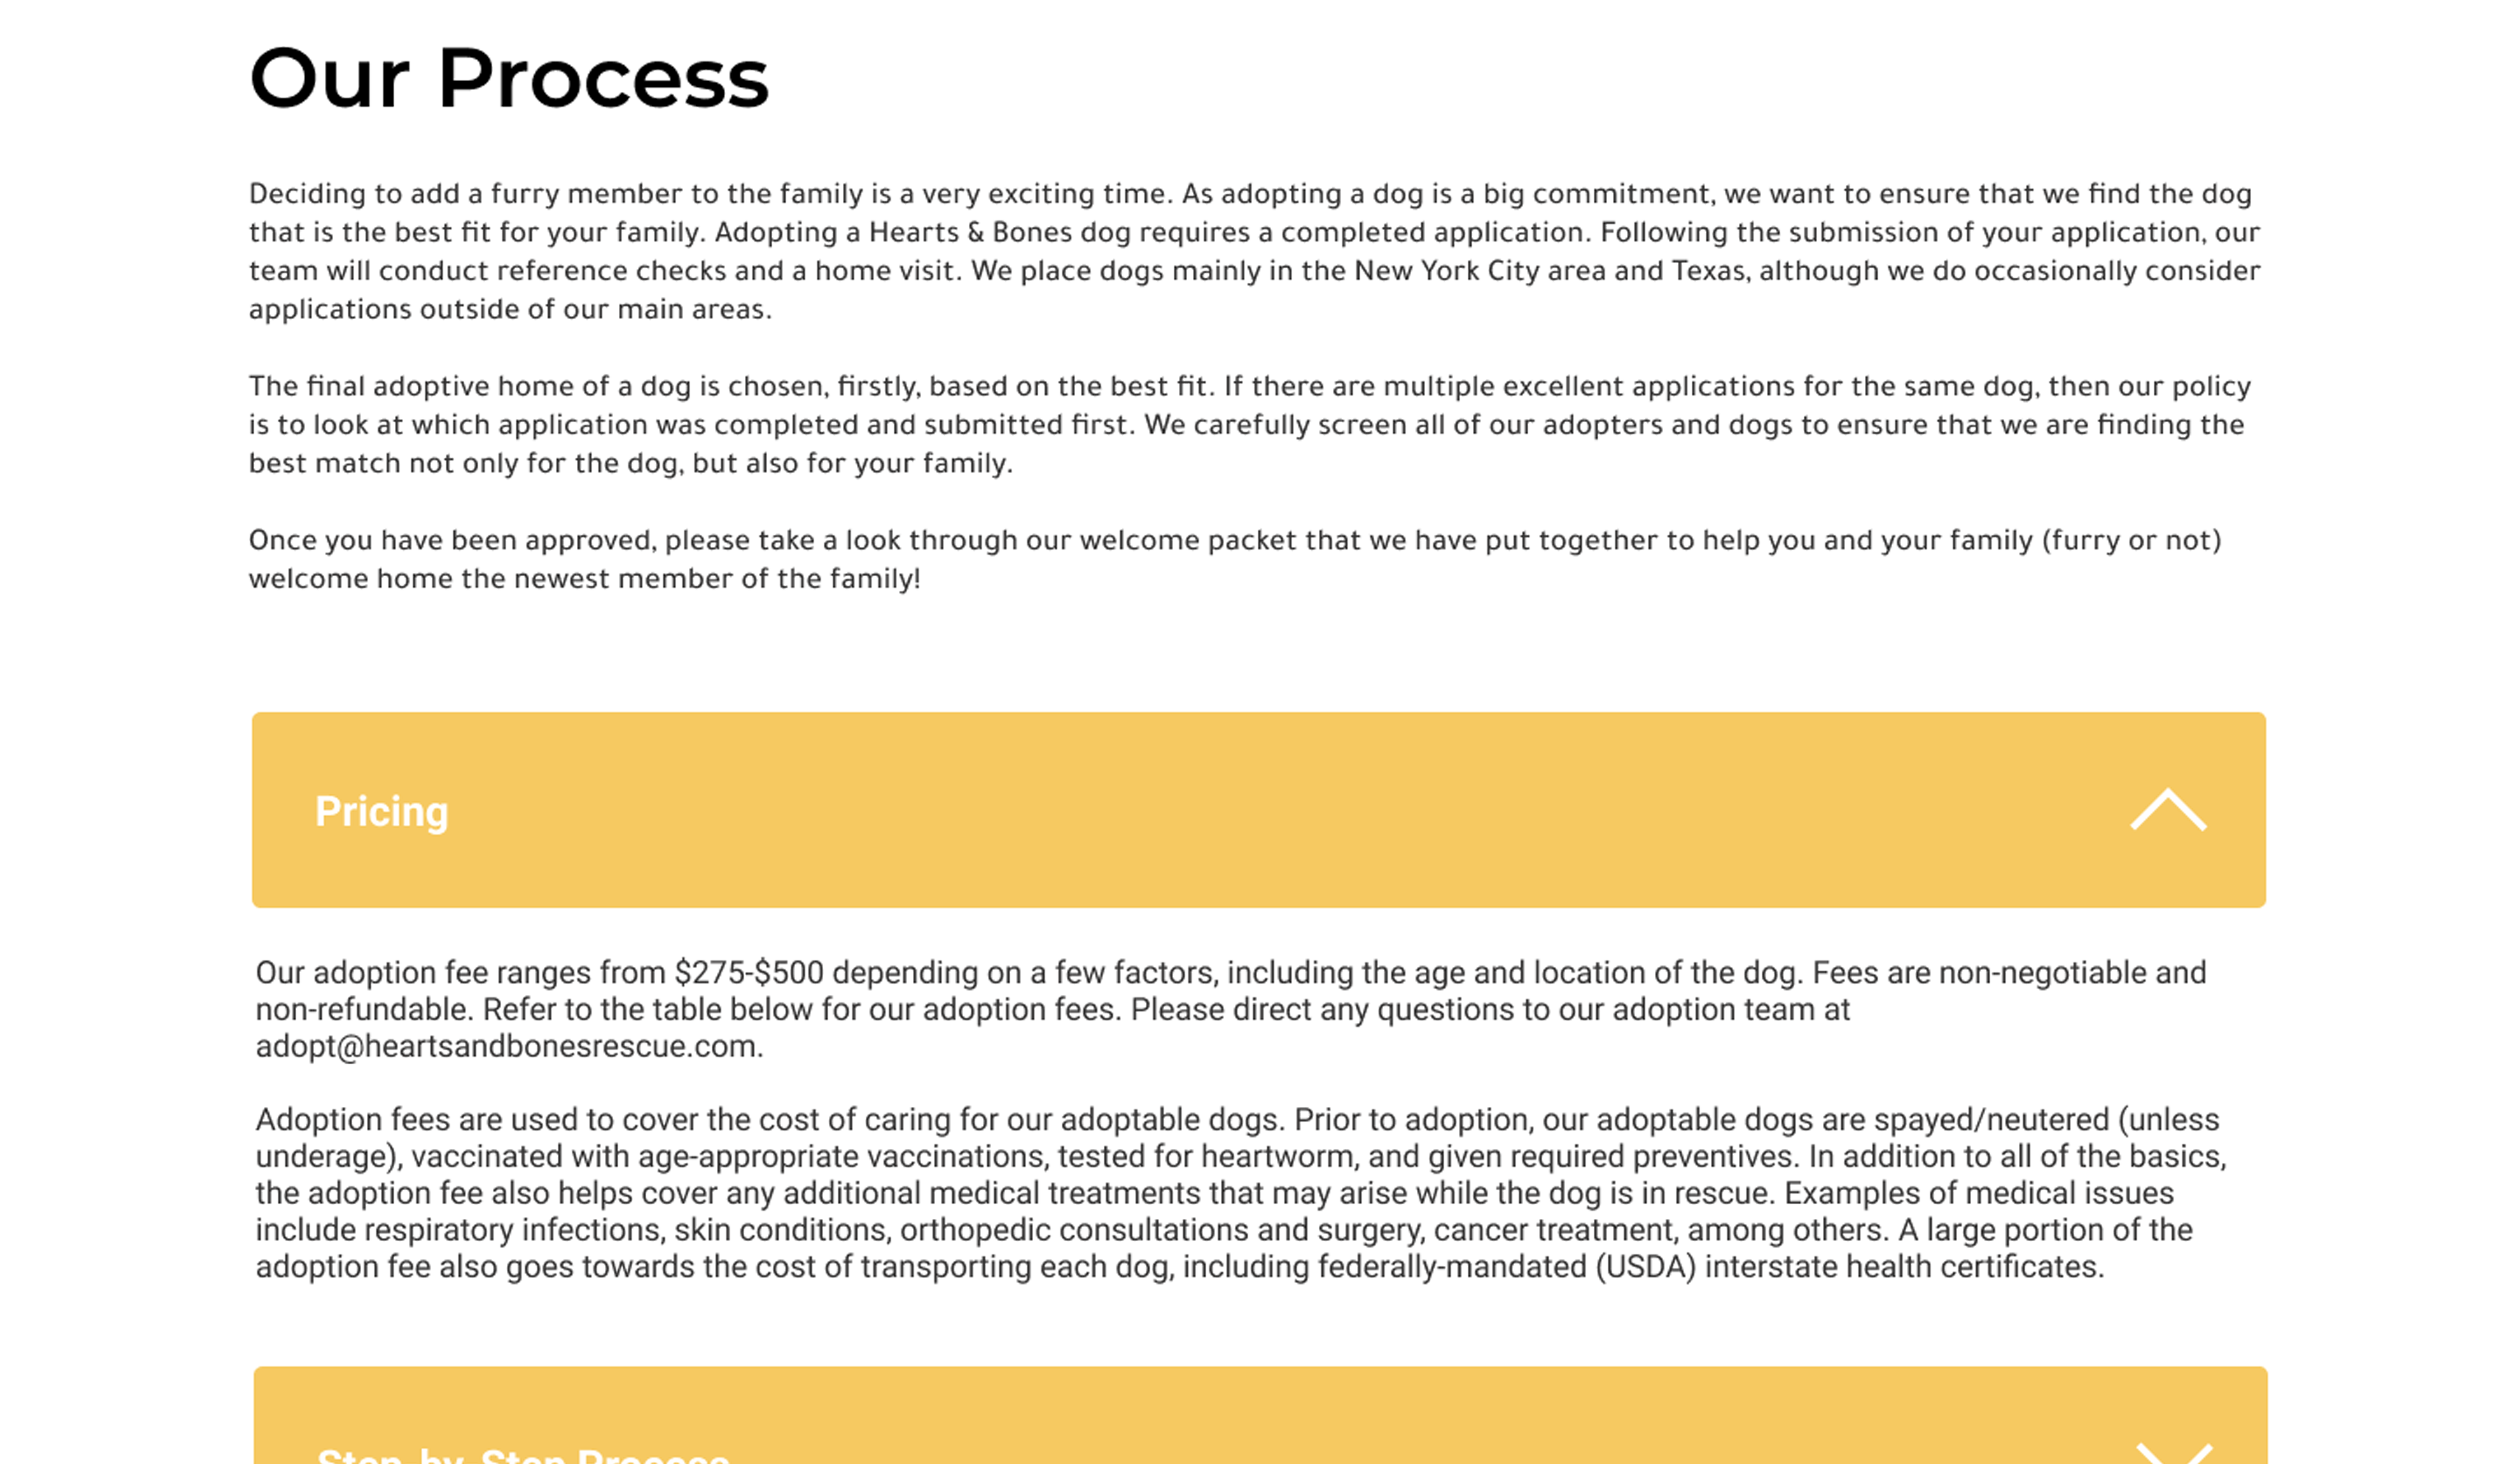 Our Process
Deciding to add a furry member to the family is a very exciting time. As adopting a dog is a big commitment, we want to ensure that we find the dog
that is the best fit for your family. Adopting a Hearts & Bones dog requires a completed application. Following the submission of your application, our
team will conduct reference checks and a home visit. We place dogs mainly in the New York City area and Texas, although we do occasionally consider
applications outside of our main areas.
The final adoptive home of a dog is chosen, firstly, based on the best fit. If there are multiple excellent applications for the same dog, then our policy
is to look at which application was completed and submitted first. We carefully screen all of our adopters and dogs to ensure that we are finding the
best match not only for the dog, but also for your family.
Once you have been approved, please take a look through our welcome packet that we have put together to help you and your family (furry or not)
welcome home the newest member of the family!
Pricing
Our adoption fee ranges from $275-$500 depending on a few factors, including the age and location of the dog. Fees are non-negotiable and
non-refundable. Refer to the table below for our adoption fees. Please direct any questions to our adoption team at
adopt@heartsandbonesrescue.com.
Adoption fees are used to cover the cost of caring for our adoptable dogs. Prior to adoption, our adoptable dogs are spayed/neutered (unless
underage), vaccinated with age-appropriate vaccinations, tested for heartworm, and given required preventives. In addition to all of the basics,
the adoption fee also helps cover any additional medical treatments that may arise while the dog is in rescue. Examples of medical issues
include respiratory infections, skin conditions, orthopedic consultations and surgery, cancer treatment, among others. A large portion of the
adoption fee also goes towards the cost of transporting each dog, including federally-mandated (USDA) interstate health certificates.
Step-by-Step Process